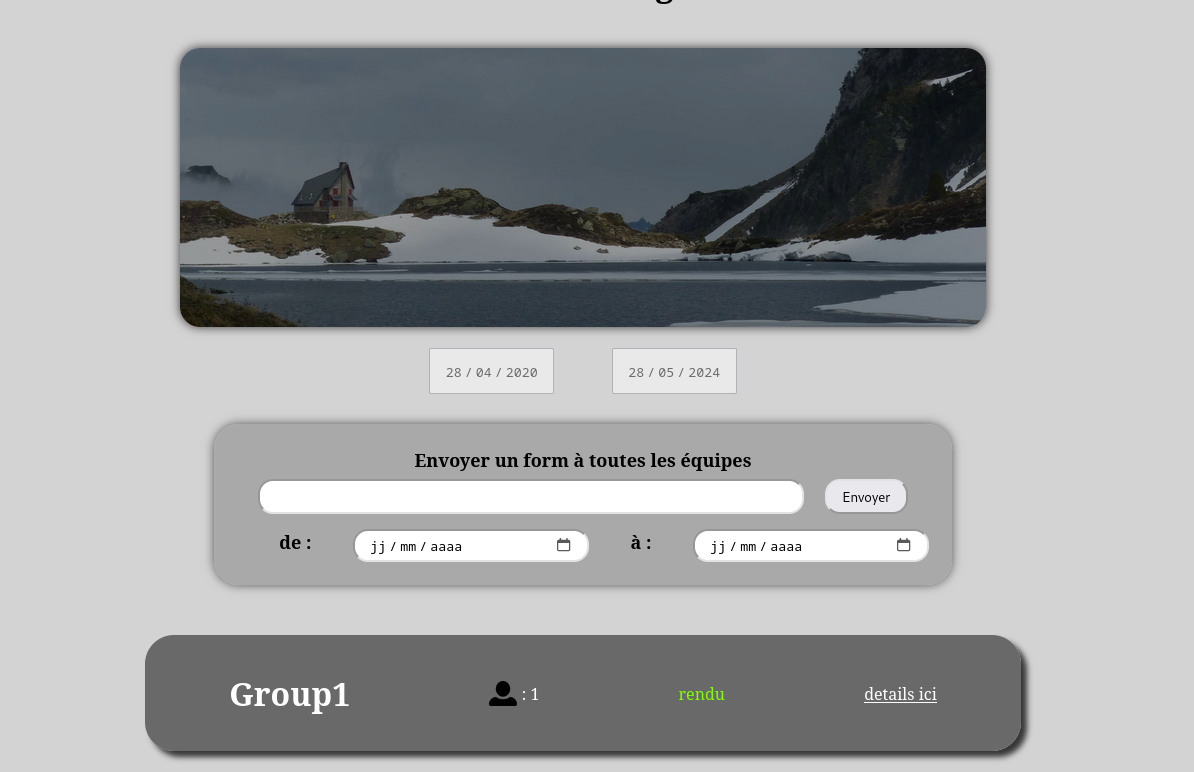 28 / 04 / 2020
28 / 05 / 2024
Envoyer un form à toutes les équipes
Envoyer
de :
jj / mm / aaaa
à :
jj / mm / aaaa
Group1
: 1
rendu
details ici